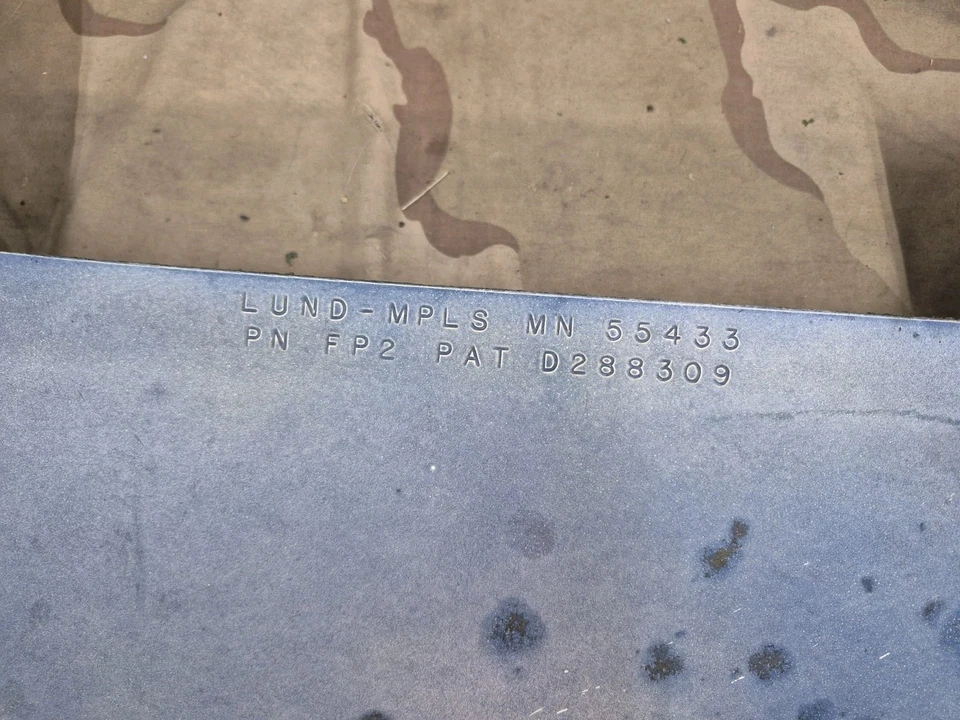 LUND-MPLS MN 55433
PN FP2 PAT D288309